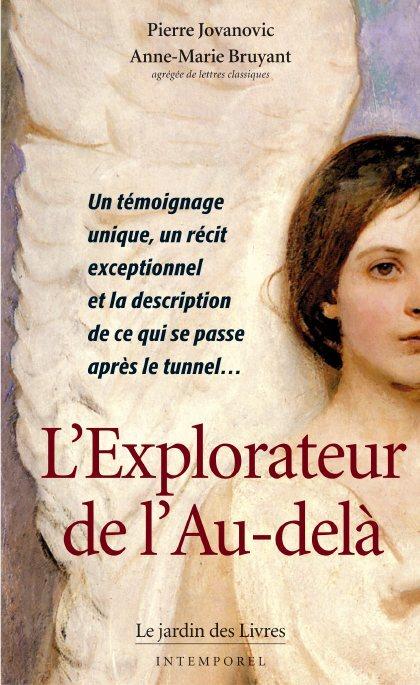 Pierre Jovanovic
Anne-Marie Bruyant
agrégée de lettres classiques
Un témoignage
unique, un récit
exceptionnel
et la description
de ce qui se passe
après le tunnel...
L'Explorateur
de l'Au-delà
Le jardin des Livres
INTEMPOREL